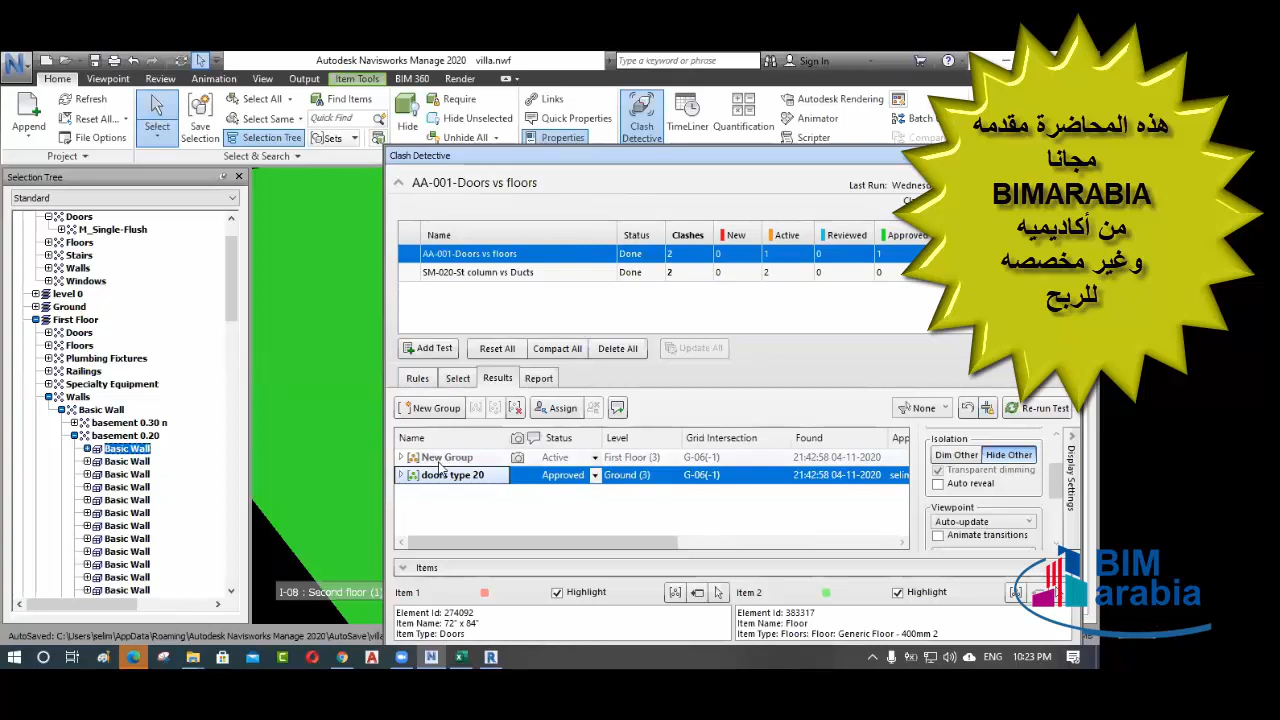 Autodesk Navisworks Manage 2020 villa.nwf
Type a keyword or phrase
Sign In
Home Viewpoint Review Animation View Output Item Tools BIM 360 Render
Append
Refresh
Reset All...
File Options
Project
Select
Save Selection
Select All
Select Same
Selection Tree
Find Items
Quick Find
Sets
Select & Search
Hide
Require
Hide Unselected
Unhide All
Links
Quick Properties
Properties
Clash Detective
TimeLiner
Quantification
Autodesk Rendering
Animator
Scripter
Batch
Compare
هذه المحاضرة مقدمه
مجانا
BIMARABIA
من أكاديميه
وغير مخصصه
للربح
Selection Tree
Standard
Doors
M_Single-Flush
Floors
Stairs
Walls
Windows
level 0
Ground
First Floor
Doors
Floors
Plumbing Fixtures
Railings
Specialty Equipment
Walls
Basic Wall
basement 0.30 n
basement 0.20
Basic Wall
Basic Wall
Basic Wall
Basic Wall
Basic Wall
Basic Wall
Basic Wall
Basic Wall
Basic Wall
Basic Wall
Basic Wall
Basic Wall
I-08 : Second floor (1)
Clash Detective
AA-001-Doors vs floors
Last Run: Wednesd
Name Status Clashes New Active Reviewed Approved
AA-001-Doors vs floors Done 2 0 1 0 1
SM-020-St column vs Ducts Done 2 0 2 0 0
Add Test Reset All Compact All Delete All Update All
Rules Select Results Report
New Group Assign None Re-run Test
Name Status Level Grid Intersection Found App
New Group Active First Floor (3) G-06(-1) 21:42:58 04-11-2020
doors type 20 Approved Ground (3) G-06(-1) 21:42:58 04-11-2020 selin
Isolation
Dim Other Hide Other
Transparent dimming
Auto reveal
Viewpoint
Auto-update
Animate transitions
Display Settings
Items
Item 1 Highlight
Item 2 Highlight
Element Id: 274092
Item Name: 72" x 84"
Item Type: Doors
Element Id: 383317
Item Name: Floor
Item Type: Floors: Floor: Generic Floor - 400mm 2
BIM
arabia
AutoSaved: C:\Users\selim\AppData\Roaming\Autodesk Navisworks Manage 2020\AutoSave\villa
ENG 10:23 PM